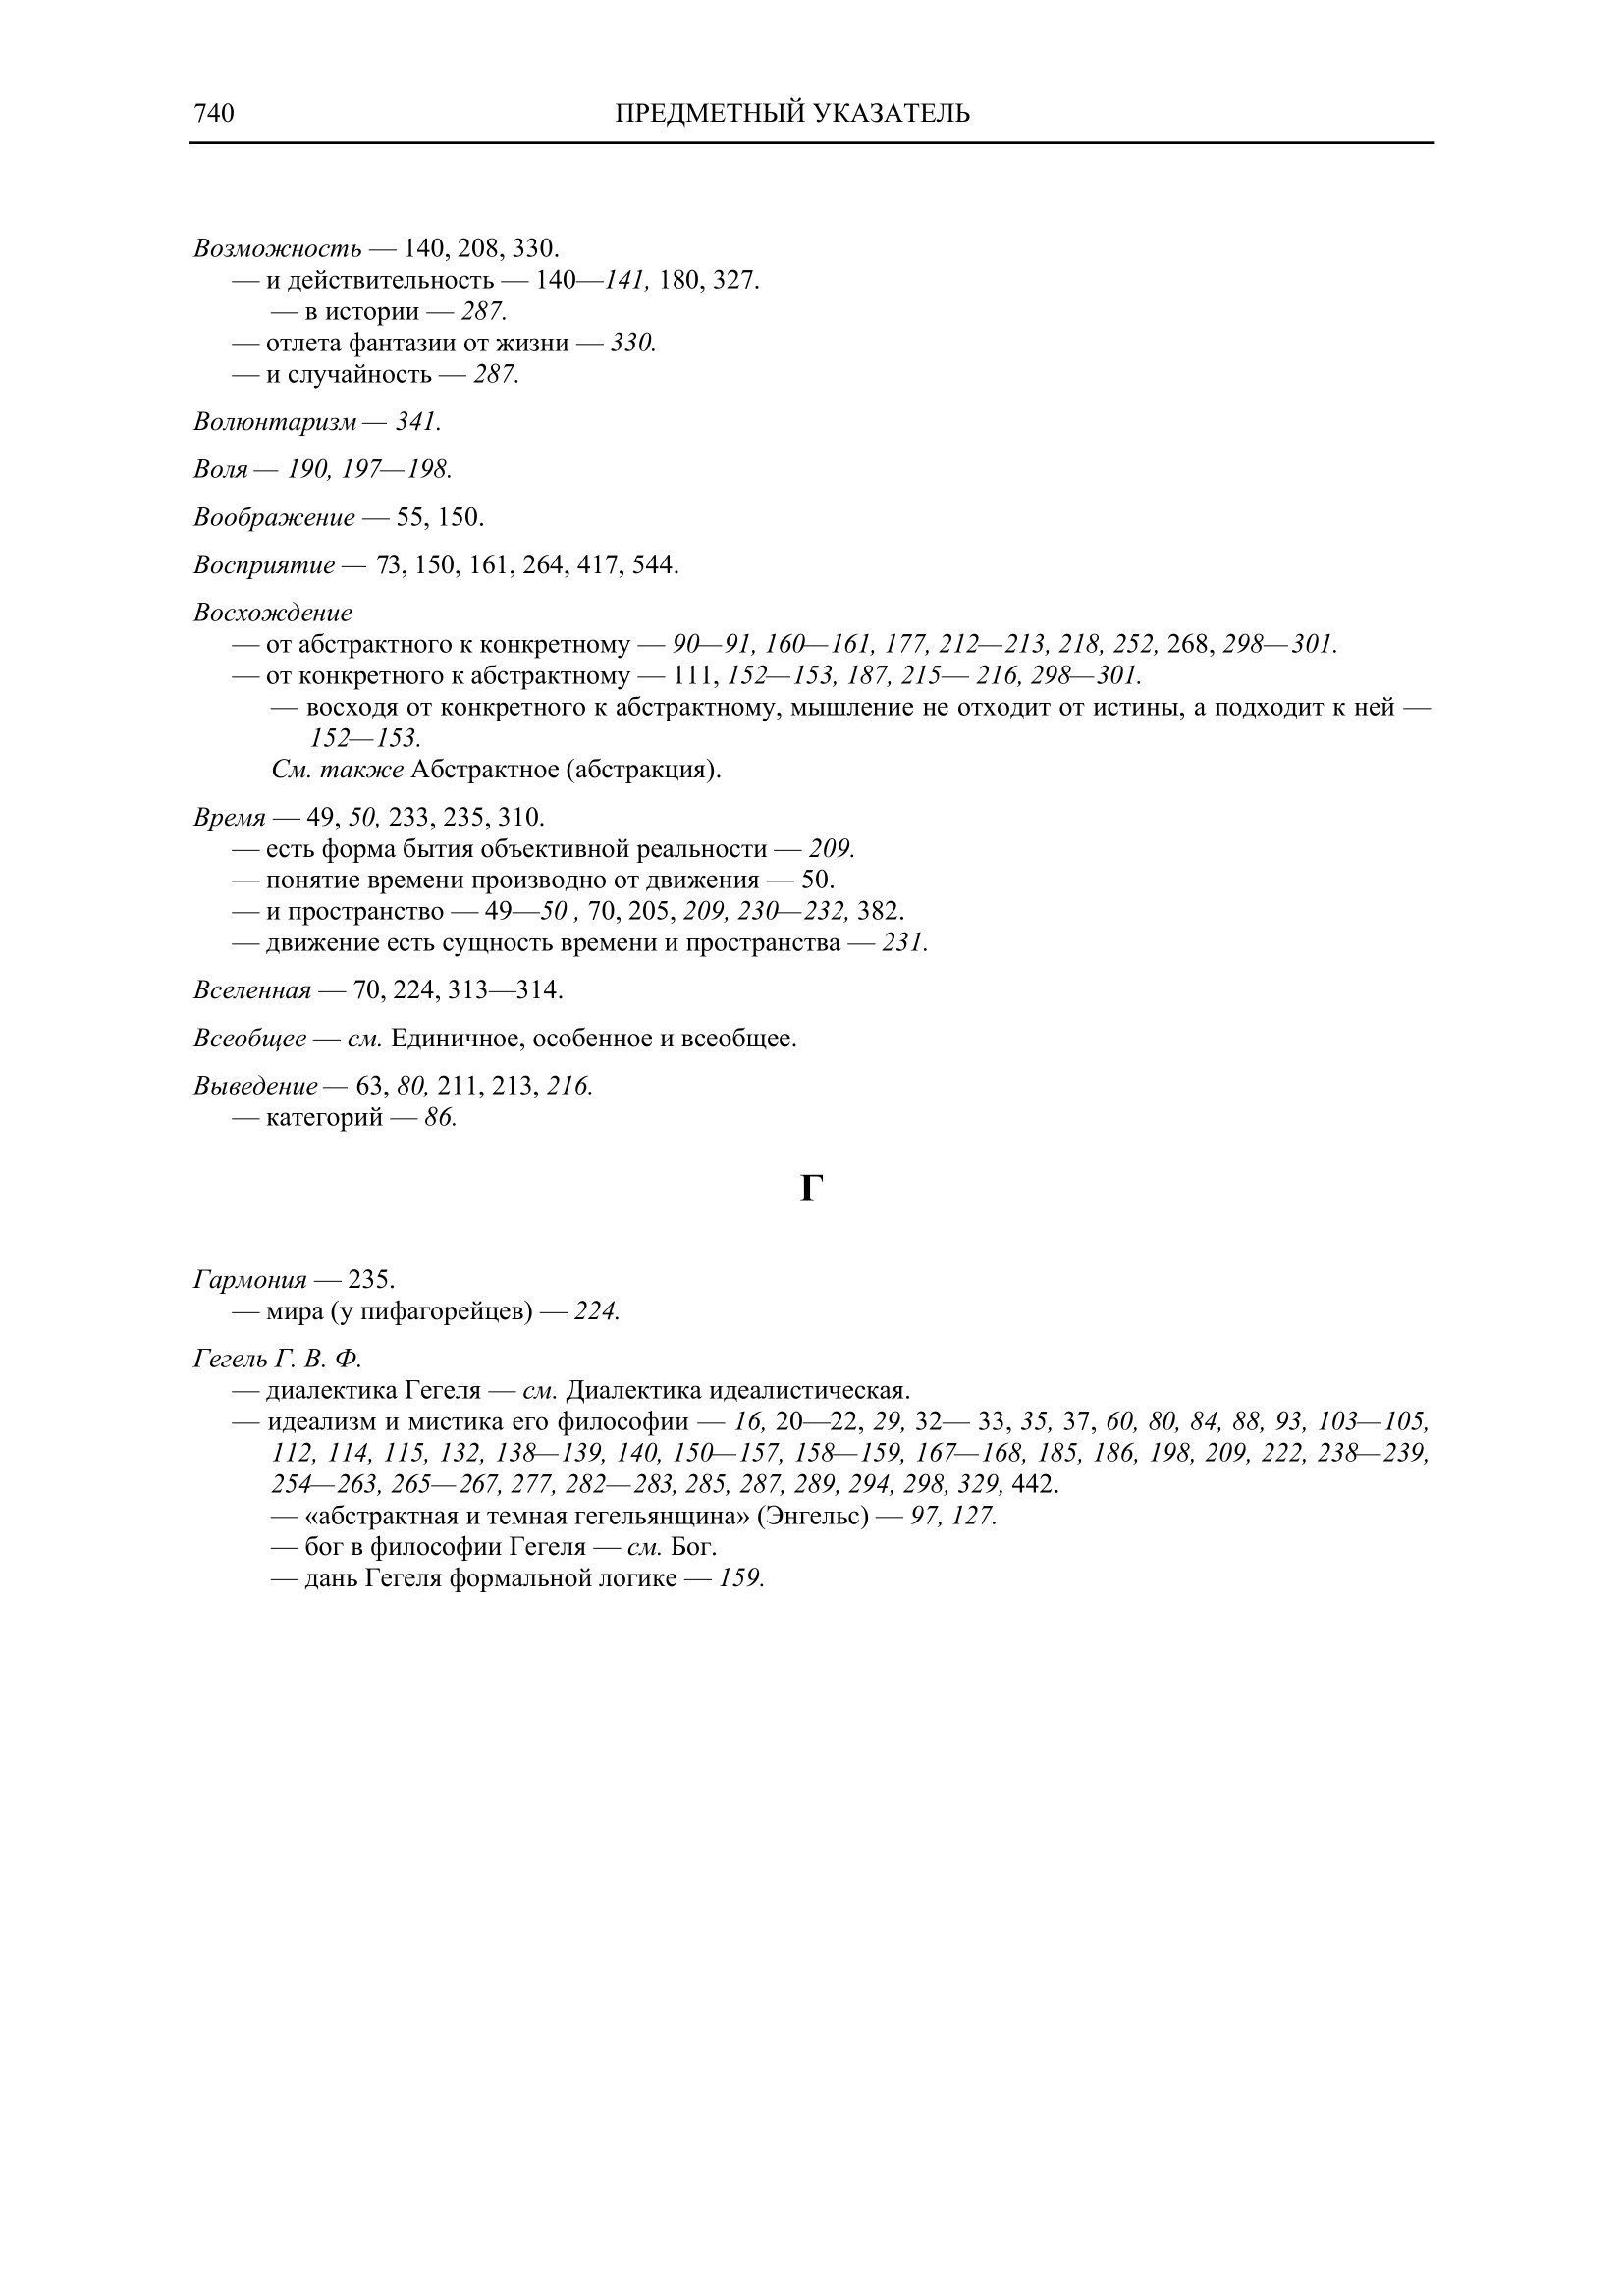 740 ПРЕДМЕТНЫЙ УКАЗАТЕЛЬ
Возможность — 140, 208, 330.
— и действительность — 140—141, 180, 327.
— в истории — 287.
— отлета фантазии от жизни — 330.
— и случайность — 287.
Волюнтаризм — 341.
Воля — 190, 197—198.
Воображение — 55, 150.
Восприятие — 73, 150, 161, 264, 417, 544.
Восхождение
— от абстрактного к конкретному — 90—91, 160—161, 177, 212—213, 218, 252, 268, 298—301.
— от конкретного к абстрактному — 111, 152—153, 187, 215— 216, 298—301.
— восходя от конкретного к абстрактному, мышление не отходит от истины, а подходит к ней —
152—153.
См. также Абстрактное (абстракция).
Время — 49, 50, 233, 235, 310.
— есть форма бытия объективной реальности — 209.
— понятие времени производно от движения — 50.
— и пространство — 49—50 , 70, 205, 209, 230—232, 382.
— движение есть сущность времени и пространства — 231.
Вселенная — 70, 224, 313—314.
Всеобщее — см. Единичное, особенное и всеобщее.
Выведение — 63, 80, 211, 213, 216.
— категорий — 86.
Г
Гармония — 235.
— мира (у пифагорейцев) — 224.
Гегель Г. В. Ф.
— диалектика Гегеля — см. Диалектика идеалистическая.
— идеализм и мистика его философии — 16, 20—22, 29, 32— 33, 35, 37, 60, 80, 84, 88, 93, 103—105,
112, 114, 115, 132, 138—139, 140, 150—157, 158—159, 167—168, 185, 186, 198, 209, 222, 238—239,
254—263, 265—267, 277, 282—283, 285, 287, 289, 294, 298, 329, 442.
— «абстрактная и темная гегельянщина» (Энгельс) — 97, 127.
— бог в философии Гегеля — см. Бог.
— дань Гегеля формальной логике — 159.